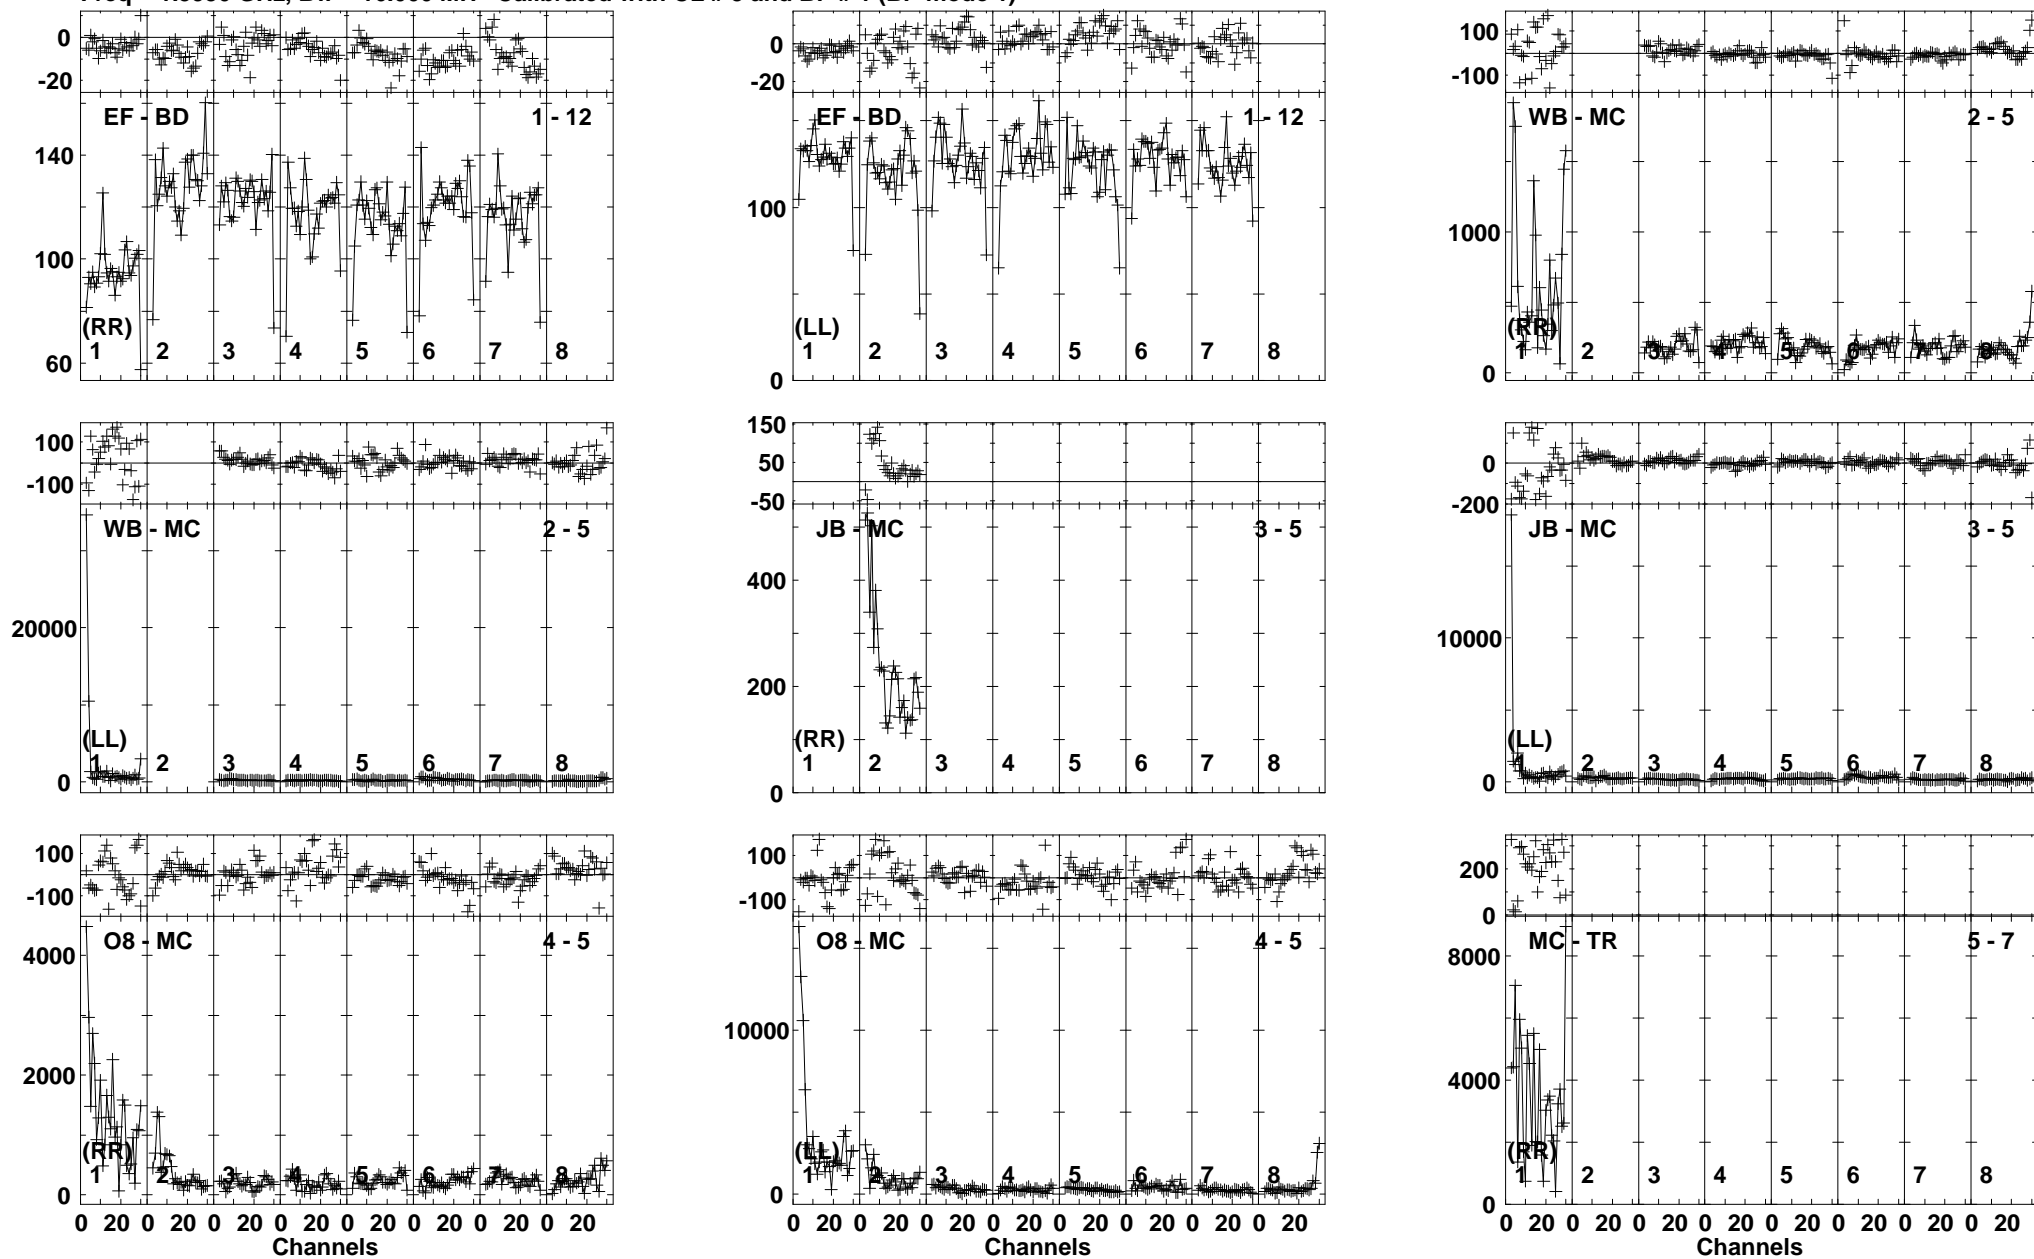 0 -20 EF - BD 1 - 12 140 100 60 (RR) 1 2 3 4 5 6 7 8
0 -20 EF - BD 1 - 12 100 0 (LL) 1 2 3 4 5 6 7 8
100 0 -100 WB - MC 2 - 5 1000 0 (RR) 1 2 3 4 5 6 7 8
100 0 -100 WB - MC 2 - 5 20000 0 (LL) 1 2 3 4 5 6 7 8
150 50 -50 JB - MC 3 - 5 400 200 0 (RR) 1 2 3 4 5 6 7 8
0 -200 JB - MC 3 - 5 10000 0 (LL) 1 2 3 4 5 6 7 8
100 0 -100 O8 - MC 4 - 5 4000 2000 0 (RR) 1 2 3 4 5 6 7 8
0 20 0 20 0 20 0 20 0 20 0 20 0 20 0 20
Channels
100 0 -100 O8 - MC 4 - 5 10000 0 (LL) 1 2 3 4 5 6 7 8
0 20 0 20 0 20 0 20 0 20 0 20 0 20 0 20
Channels
200 0 MC - TR 5 - 7 8000 4000 0 (RR) 1 2 3 4 5 6 7 8
0 20 0 20 0 20 0 20 0 20 0 20 0 20 0 20
Channels